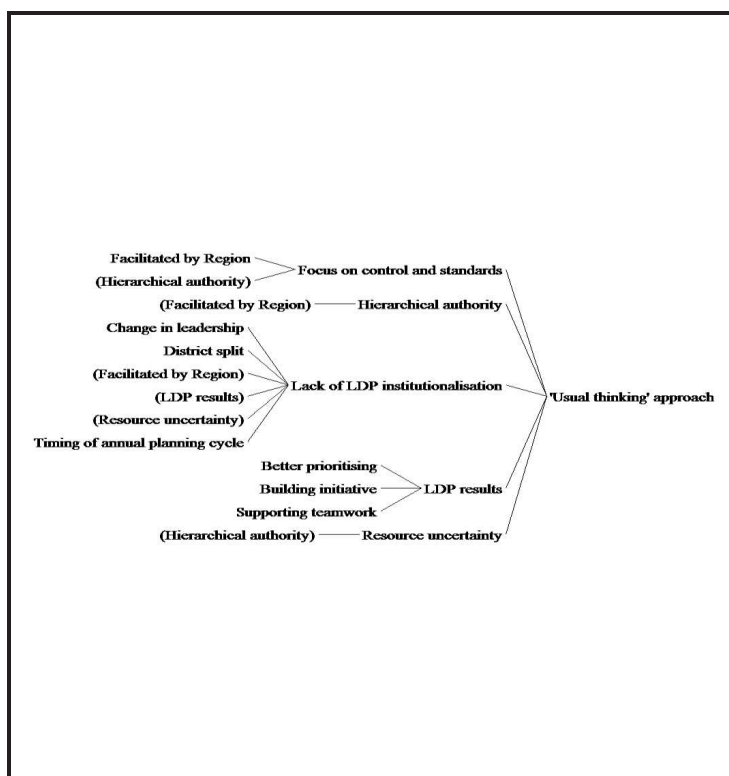 Facilitated by Region
(Hierarchical authority)
Focus on control and standards
(Facilitated by Region)
Hierarchical authority
Change in leadership
District split
(Facilitated by Region)
(LDP results)
(Resource uncertainty)
Timing of annual planning cycle
Lack of LDP institutionalisation
'Usual thinking' approach
Better prioritising
Building initiative
Supporting teamwork
LDP results
(Hierarchical authority)
Resource uncertainty